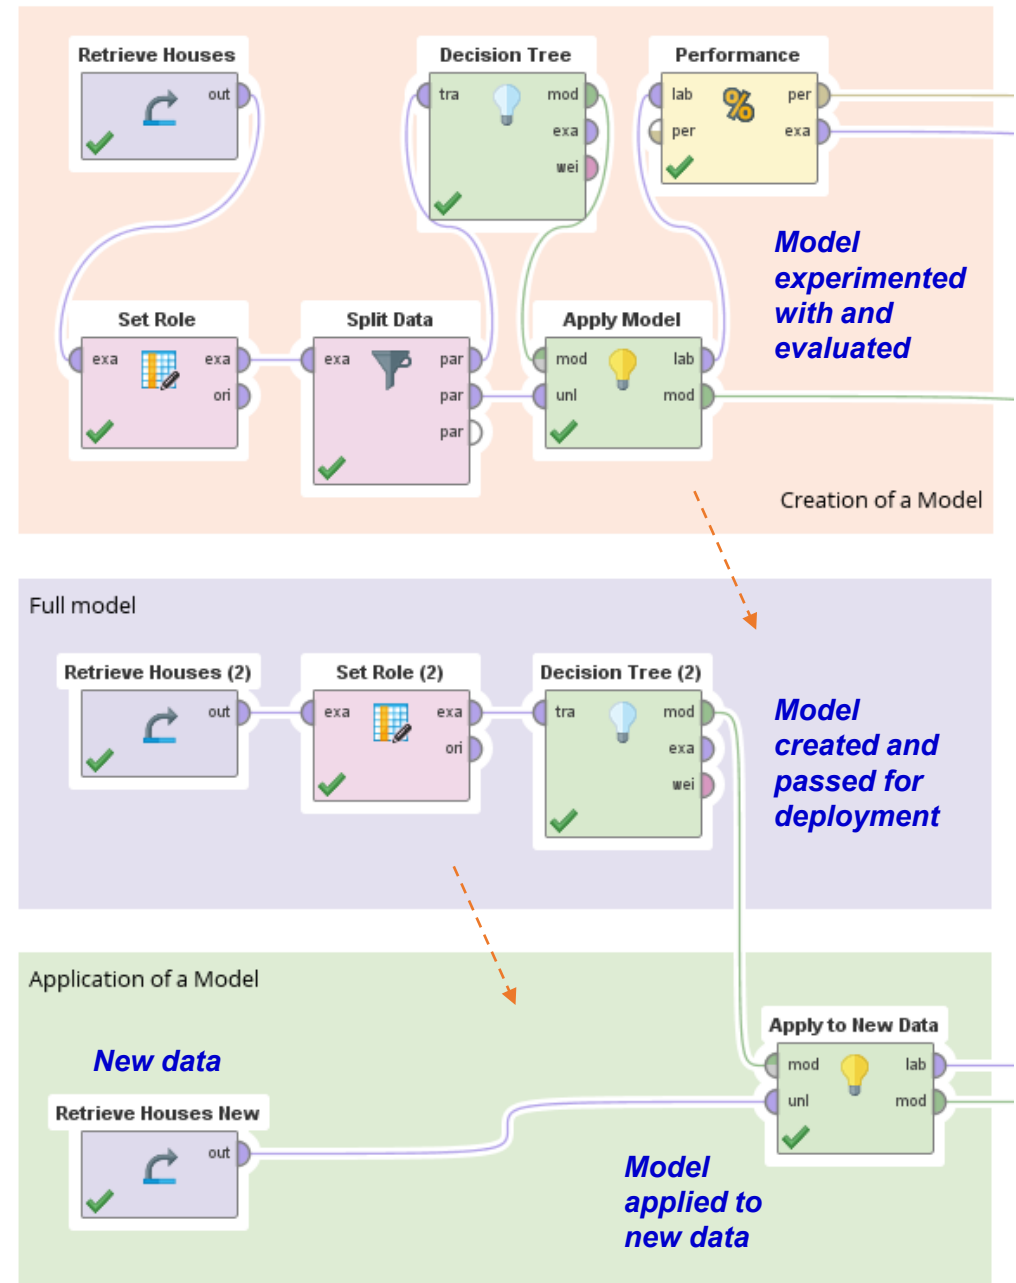 Retrieve Houses
out
Decision Tree
tra
mod
exa
wei
Performance
lab
per
per
exa
Model
experimented
with and
evaluated
Set Role
exa
exa
ori
Split Data
exa
par
par
par
Apply Model
mod
unl
lab
mod
Creation of a Model
Full model
Retrieve Houses (2)
out
Set Role (2)
exa
exa
ori
Decision Tree (2)
tra
mod
exa
wei
Model
created and
passed for
deployment
Application of a Model
New data
Retrieve Houses New
out
Apply to New Data
mod
unl
lab
mod
Model
applied to
new data